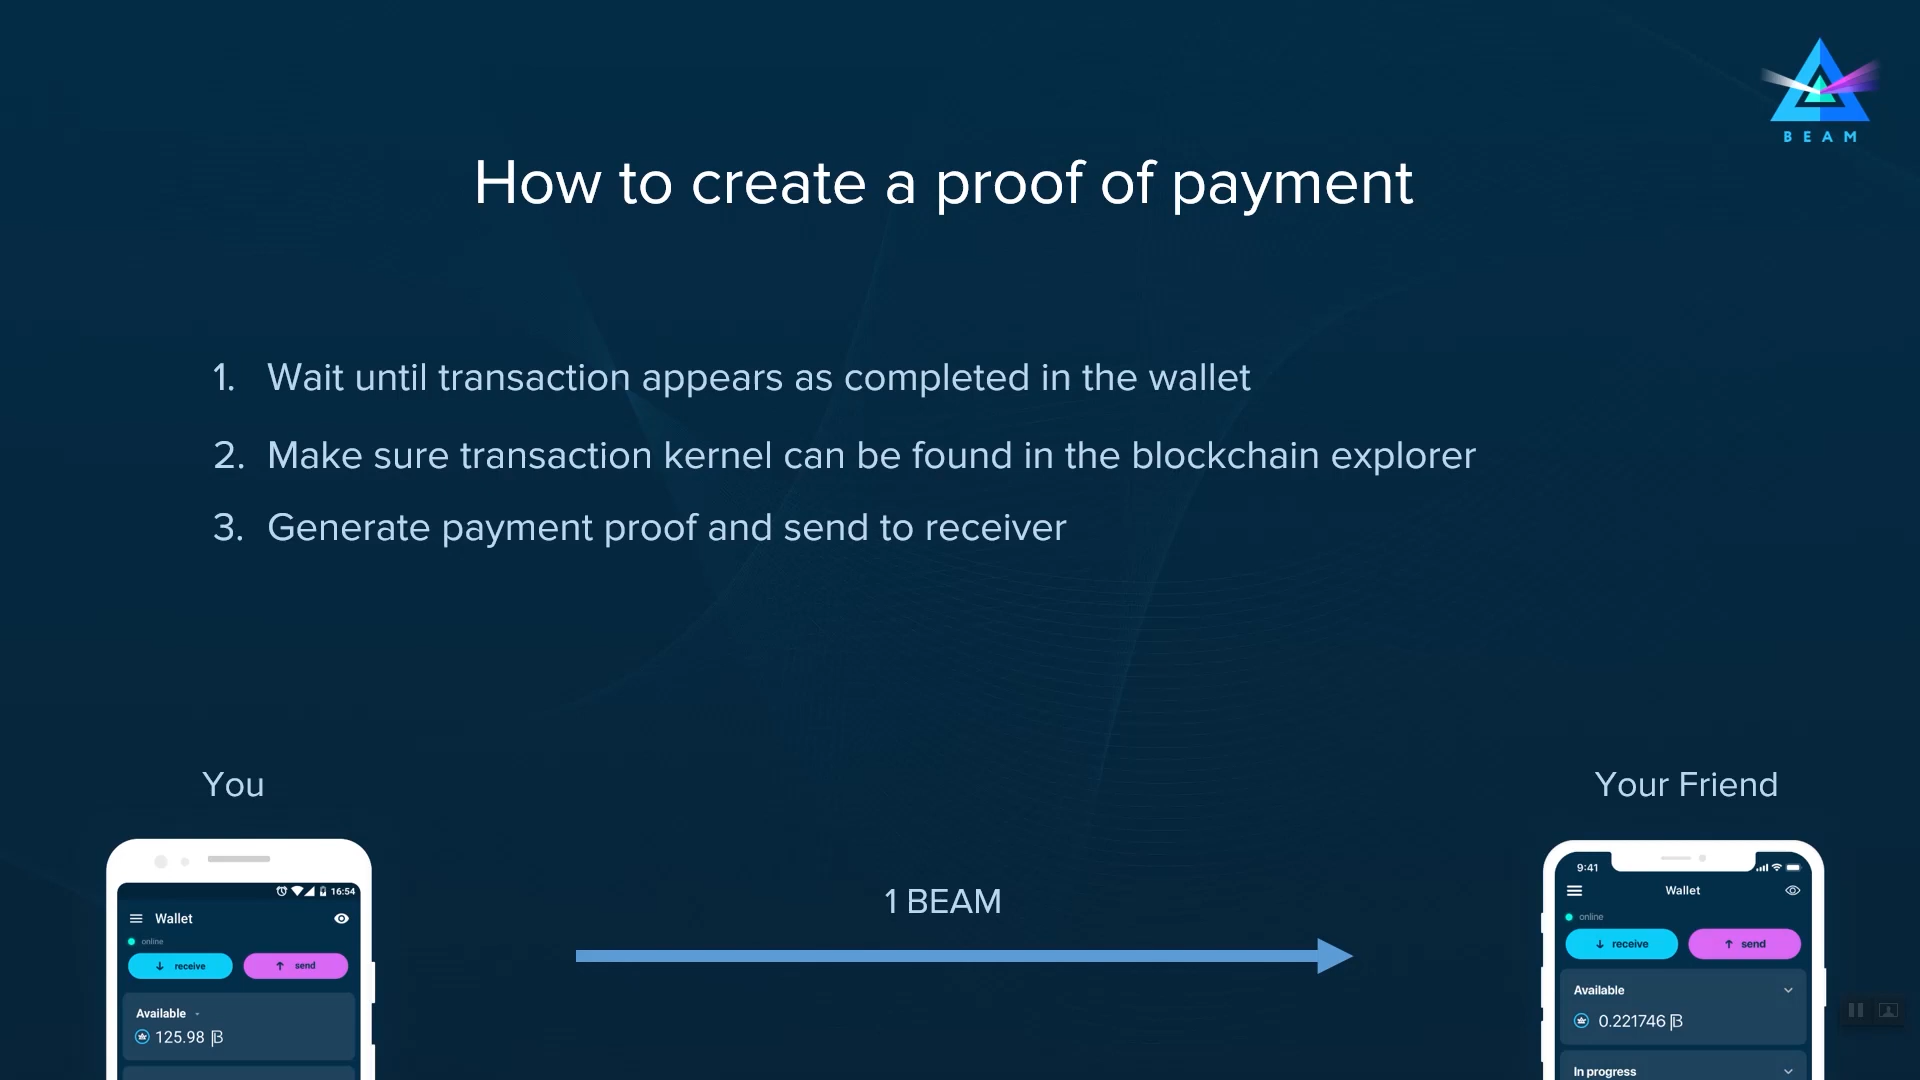 BEAM
How to create a proof of payment
1. Wait until transaction appears as completed in the wallet
2. Make sure transaction kernel can be found in the blockchain explorer
3. Generate payment proof and send to receiver
You
16:54
Wallet
online
receive
send
Available
125.98
1 BEAM
Your Friend
9:41
Wallet
online
receive
send
Available
0.221746
In progress